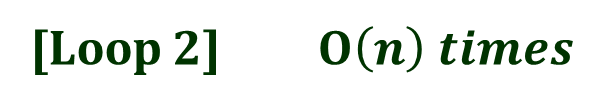 [Loop 2] O(n) times